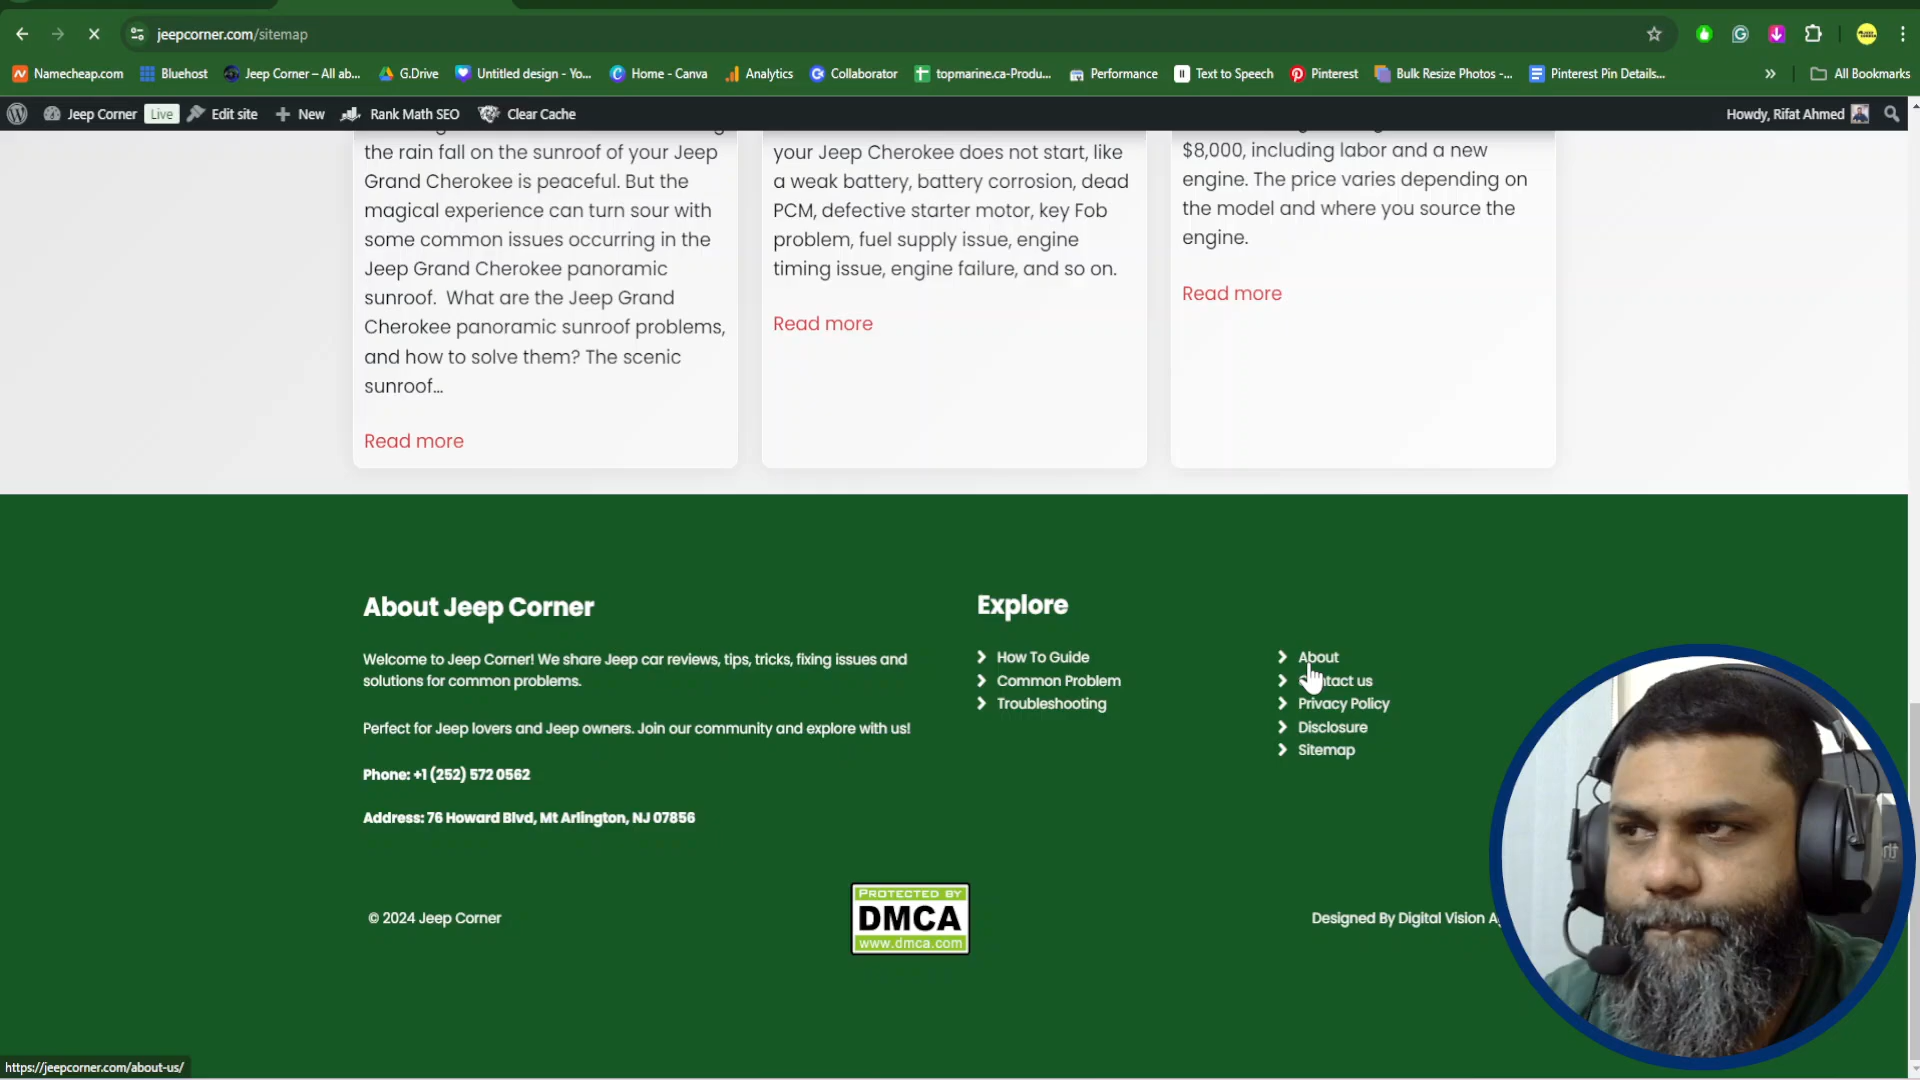 jeepcorner.com/sitemap
Namecheap.com
Bluehost
Jeep Corner – All ab...
G.Drive
Untitled design - Yo...
Home - Canva
Analytics
Collaborator
topmarine.ca-Produ...
Performance
Text to Speech
Pinterest
Bulk Resize Photos -...
Pinterest Pin Details...
»
All Bookmarks
Jeep Corner
Live
Edit site
New
Rank Math SEO
Clear Cache
Howdy, Rifat Ahmed
the rain fall on the sunroof of your Jeep
Grand Cherokee is peaceful. But the
magical experience can turn sour with
some common issues occurring in the
Jeep Grand Cherokee panoramic
sunroof.  What are the Jeep Grand
Cherokee panoramic sunroof problems,
and how to solve them? The scenic
sunroof…
Read more
your Jeep Cherokee does not start, like
a weak battery, battery corrosion, dead
PCM, defective starter motor, key Fob
problem, fuel supply issue, engine
timing issue, engine failure, and so on.
Read more
$8,000, including labor and a new
engine. The price varies depending on
the model and where you source the
engine.
Read more
About Jeep Corner
Welcome to Jeep Corner! We share Jeep car reviews, tips, tricks, fixing issues and
solutions for common problems.
Perfect for Jeep lovers and Jeep owners. Join our community and explore with us!
Phone: +1 (252) 572 0562
Address: 76 Howard Blvd, Mt Arlington, NJ 07856
Explore
How To Guide
Common Problem
Troubleshooting
About
Contact us
Privacy Policy
Disclosure
Sitemap
© 2024 Jeep Corner
PROTECTED BY
DMCA
www.dmca.com
Designed By Digital Vision
https://jeepcorner.com/about-us/